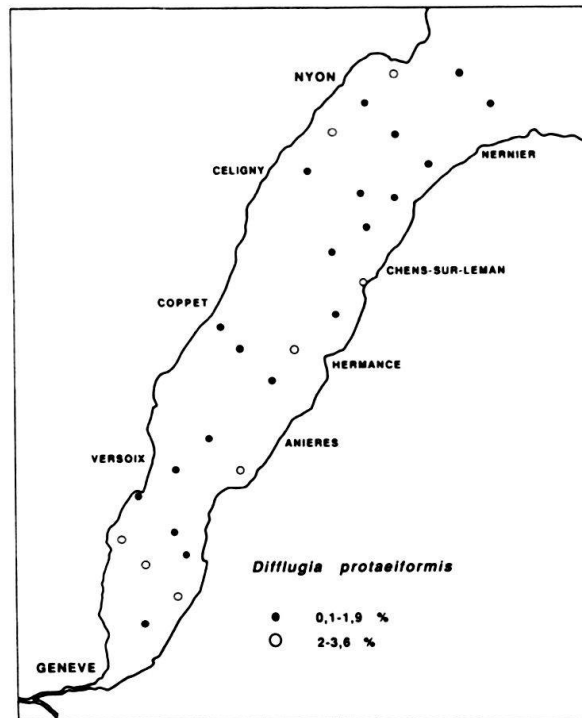 NYON
NERNIER
CELIGNY
CHENS-SUR-LEMAN
COPPET
HERMANCE
ANIERES
VERSOIX
Difflugia protaeiformis
0,1-1,9 %
2-3,6 %
GENEVE